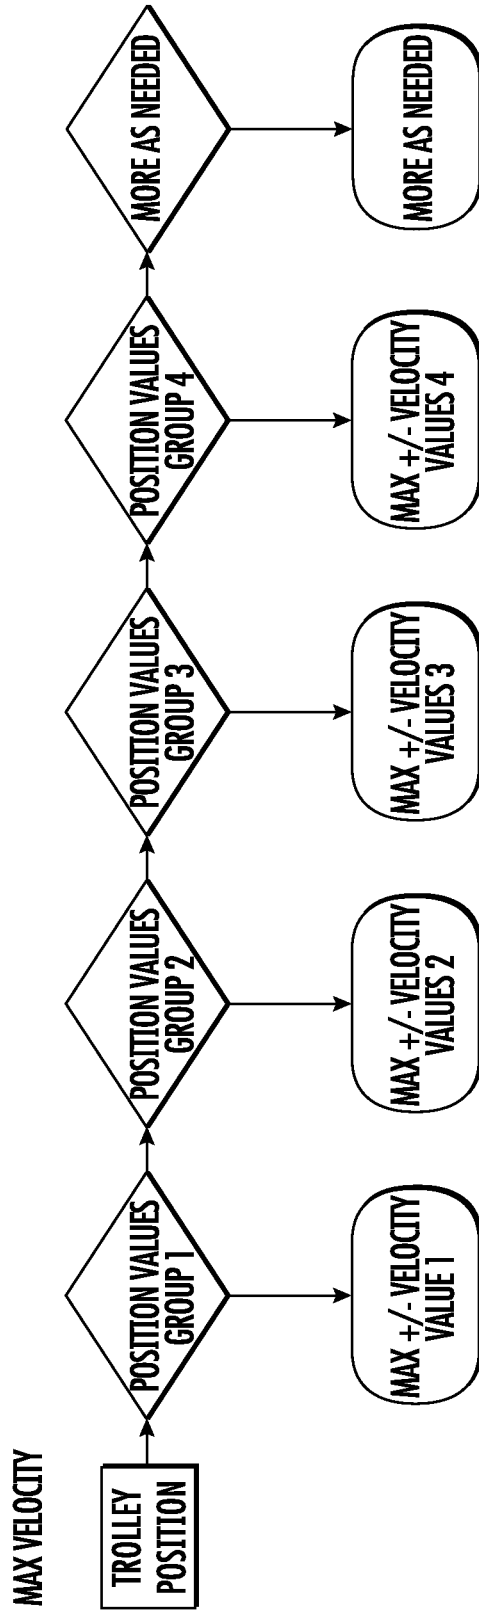 MAX VELOCITY
TROLLEY
POSITION
POSITION VALUES
GROUP 1
POSITION VALUES
GROUP 2
POSITION VALUES
GROUP 3
POSITION VALUES
GROUP 4
MORE AS NEEDED
MAX +/- VELOCITY
VALUE 1
MAX +/- VELOCITY
VALUES 2
MAX +/- VELOCITY
VALUES 3
MAX +/- VELOCITY
VALUES 4
MORE AS NEEDED